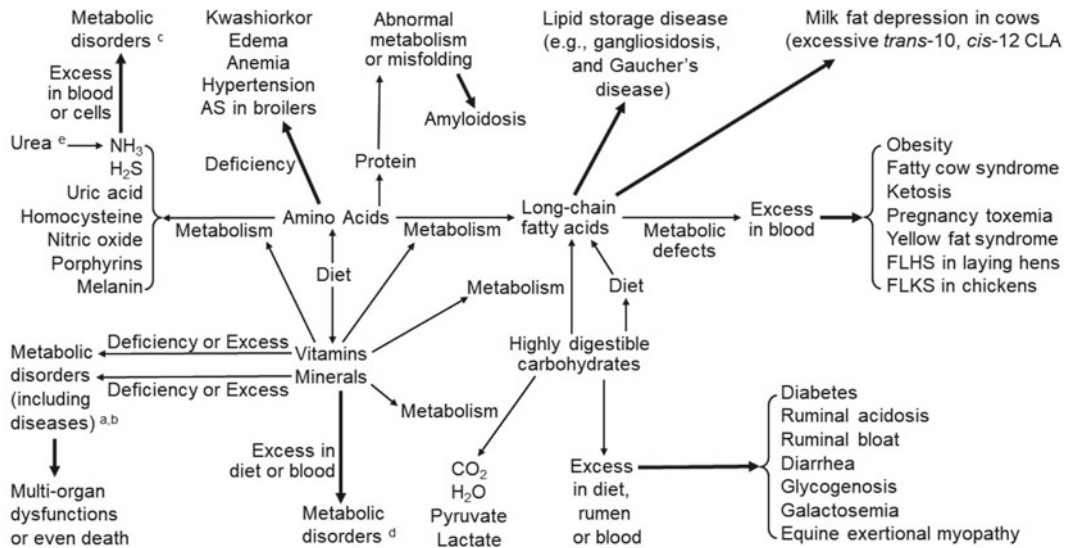 Metabolic
disorders c
Kwashiorkor
Edema
Anemia
Hypertension
AS in broilers
Abnormal
metabolism
or misfolding
Lipid storage disease
(e.g., gangliosidosis,
and Gaucher's
disease)
Milk fat depression in cows
(excessive trans-10, cis-12 CLA
Excess
in blood
or cells
Amyloidosis
Urea e
NH₃
H₂S
Uric acid
Homocysteine
Nitric oxide
Porphyrins
Melanin
Deficiency
Protein
Metabolism
Amino Acids
Metabolism
Long-chain
fatty acids
Metabolic
defects
Excess
in blood
Obesity
Fatty cow syndrome
Ketosis
Pregnancy toxemia
Yellow fat syndrome
FLHS in laying hens
FLKS in chickens
Diet
Metabolism
Diet
Metabolic
disorders
(including
diseases) a,b
Deficiency or Excess
Deficiency or Excess
Vitamins
Minerals
Highly digestible
carbohydrates
Metabolism
Multi-organ
dysfunctions
or even death
Excess in
diet or blood
Metabolic
disorders d
CO₂
H₂O
Pyruvate
Lactate
Excess
in diet,
rumen
or blood
Diabetes
Ruminal acidosis
Ruminal bloat
Diarrhea
Glycogenosis
Galactosemia
Equine exertional myopathy